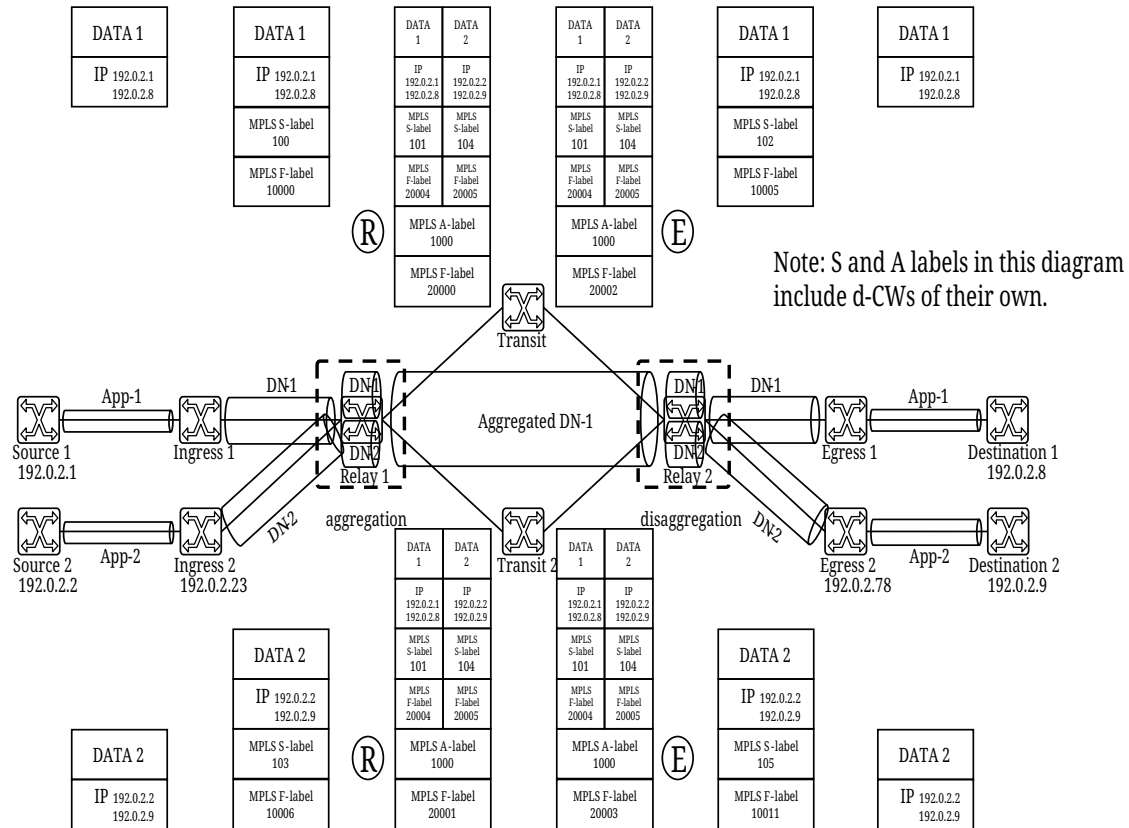 DATA 1
IP 192.0.2.1
192.0.2.8
DATA 1
IP 192.0.2.1
192.0.2.8
MPLS S-label
100
MPLS F-label
10000
DATA
1
DATA
2
IP
192.0.2.1
192.0.2.8
IP
192.0.2.2
192.0.2.9
MPLS
S-label
101
MPLS
S-label
104
MPLS
F-label
20004
MPLS
F-label
20005
MPLS A-label
1000
MPLS F-label
20000
R
DATA
1
DATA
2
IP
192.0.2.1
192.0.2.8
IP
192.0.2.2
192.0.2.9
MPLS
S-label
101
MPLS
S-label
104
MPLS
F-label
20004
MPLS
F-label
20005
MPLS A-label
1000
MPLS F-label
20002
E
DATA 1
IP 192.0.2.1
192.0.2.8
MPLS S-label
102
MPLS F-label
10005
DATA 1
IP 192.0.2.1
192.0.2.8
Note: S and A labels in this diagram
include d-CWs of their own.
Transit
App-1
DN-1
DN-1
Aggregated DN-1
DN-1
DN-1
App-1
Source 1
192.0.2.1
Ingress 1
DN-2
Relay 1
DN-2
Relay 2
Egress 1
Destination 1
192.0.2.8
aggregation
disaggregation
DN-2
DN-2
App-2
App-2
Source 2
192.0.2.2
Ingress 2
192.0.2.23
Transit 2
Egress 2
192.0.2.78
Destination 2
192.0.2.9
DATA 2
IP 192.0.2.2
192.0.2.9
DATA 2
IP 192.0.2.2
192.0.2.9
MPLS S-label
103
MPLS F-label
10006
R
DATA
1
DATA
2
IP
192.0.2.1
192.0.2.8
IP
192.0.2.2
192.0.2.9
MPLS
S-label
101
MPLS
S-label
104
MPLS
F-label
20004
MPLS
F-label
20005
MPLS A-label
1000
MPLS F-label
20001
DATA
1
DATA
2
IP
192.0.2.1
192.0.2.8
IP
192.0.2.2
192.0.2.9
MPLS
S-label
101
MPLS
S-label
104
MPLS
F-label
20004
MPLS
F-label
20005
MPLS A-label
1000
MPLS F-label
20003
E
DATA 2
IP 192.0.2.2
192.0.2.9
MPLS S-label
105
MPLS F-label
10011
DATA 2
IP 192.0.2.2
192.0.2.9